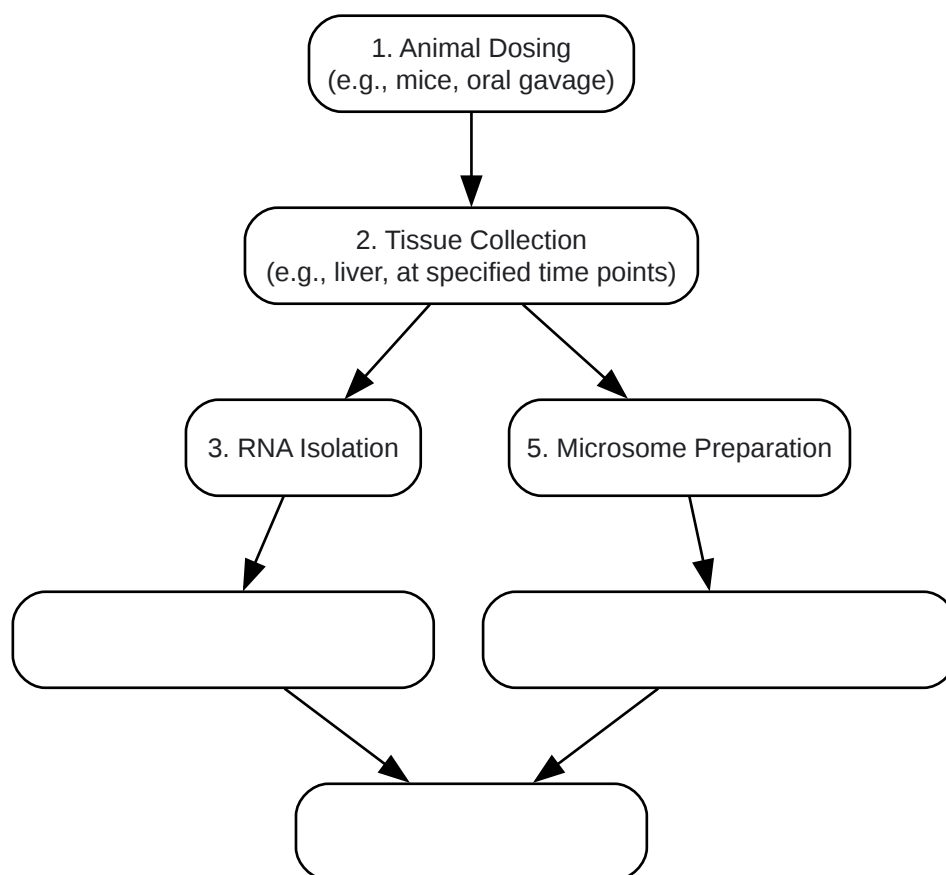 1. Animal Dosing
(e.g., mice, oral gavage)
2. Tissue Collection
(e.g., liver, at specified time points)
3. RNA Isolation
5. Microsome Preparation